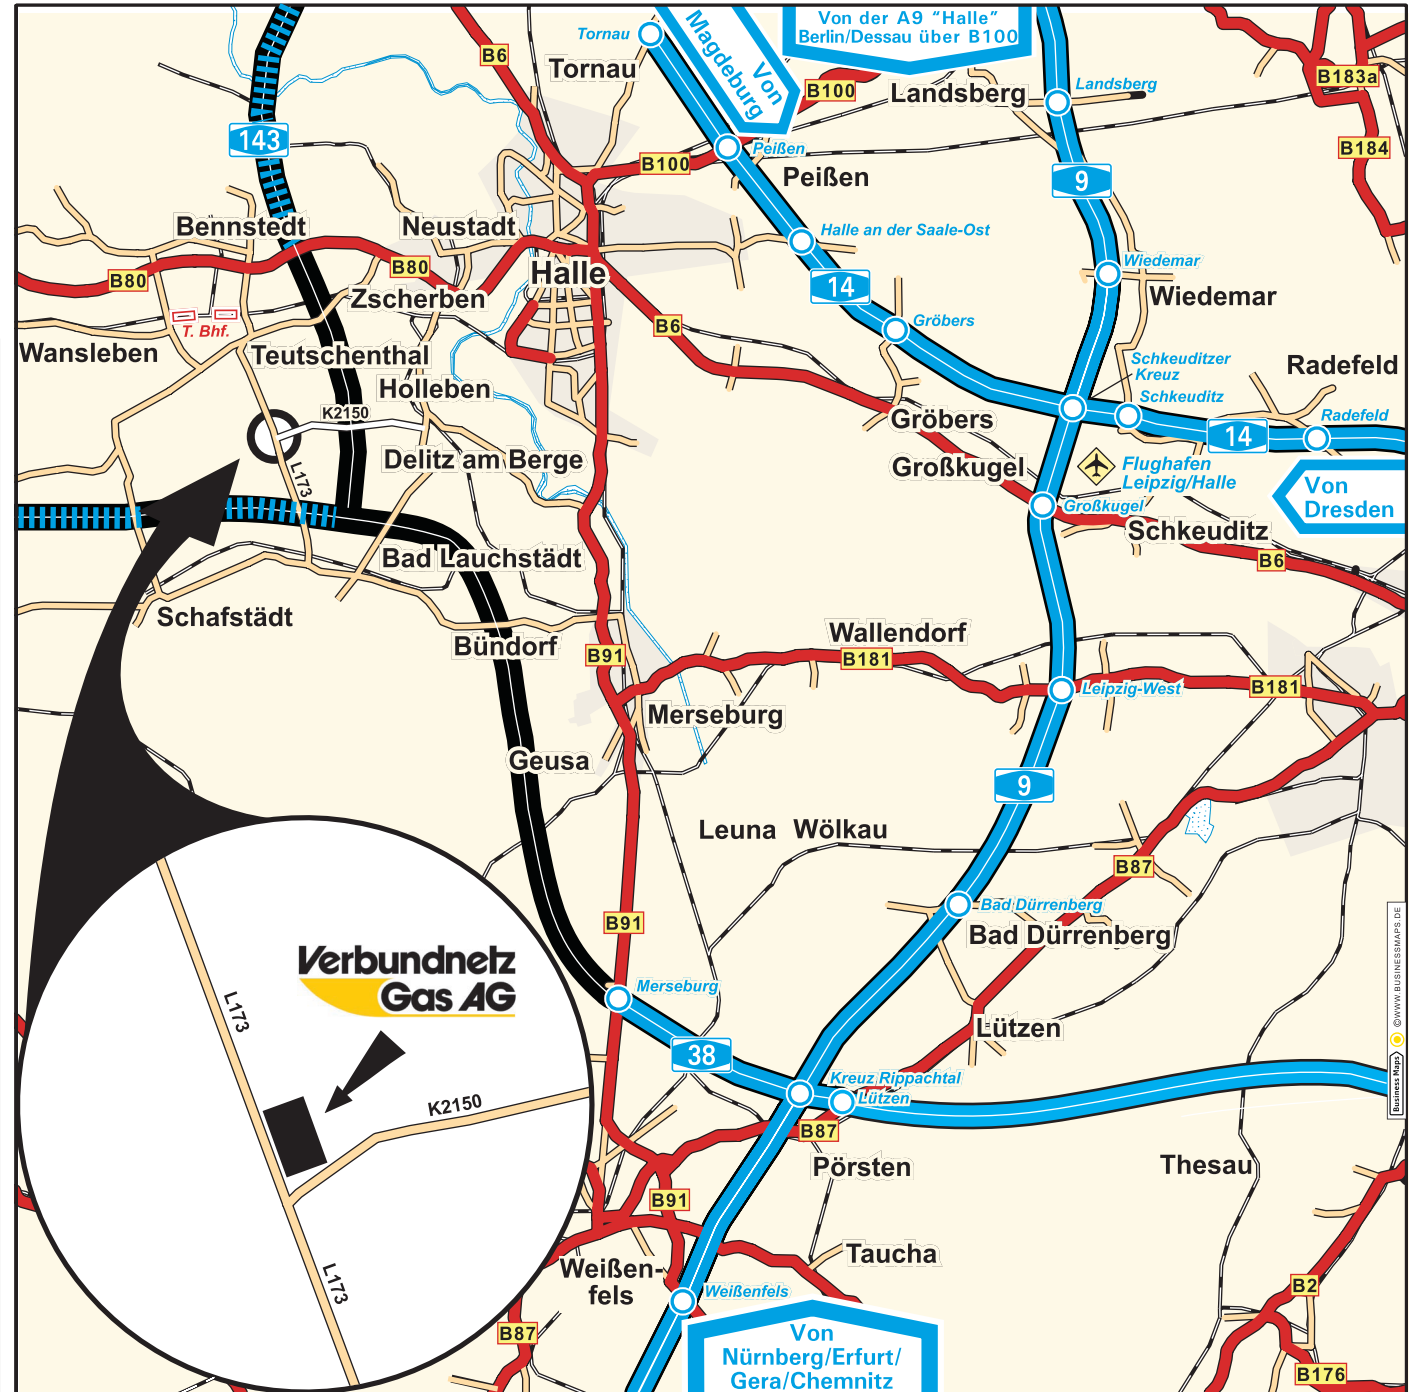 Von der A9 “Halle”
Berlin/Dessau über B100
Von
Magdeburg
Tornau
Tornau
B6
B100
Landsberg
Landsberg
B183a
143
B100
Peißen
Peißen
9
B184
Bennstedt
Neustadt
Halle an der Saale-Ost
B80
B80
Halle
14
Wiedemar
Wiedemar
Zscherben
T. Bhf.
B6
Gröbers
Wansleben
Teutschenthal
Holleben
Schkeuditzer
Kreuz
Radefeld
Schkeuditz
K2150
Gröbers
14
Radefeld
L173
Delitz am Berge
Großkugel
Flughafen
Leipzig/Halle
Von
Dresden
Großkugel
Schkeuditz
Bad Lauchstädt
B6
Schafstädt
Bündorf
B91
Wallendorf
B181
Leipzig-West
B181
Merseburg
Geusa
9
Leuna
Wölkau
B87
B91
Bad Dürrenberg
Bad Dürrenberg
Verbundnetz
Gas AG
L173
Merseburg
Lützen
38
Kreuz Rippachtal
Lützen
K2150
B87
Pörsten
Thesau
B91
L173
Weißen-
fels
Taucha
Weißenfels
B2
B87
Von
Nürnberg/Erfurt/
Gera/Chemnitz
B176
©WWW.BUSINESSMAPS.DE
Business Maps